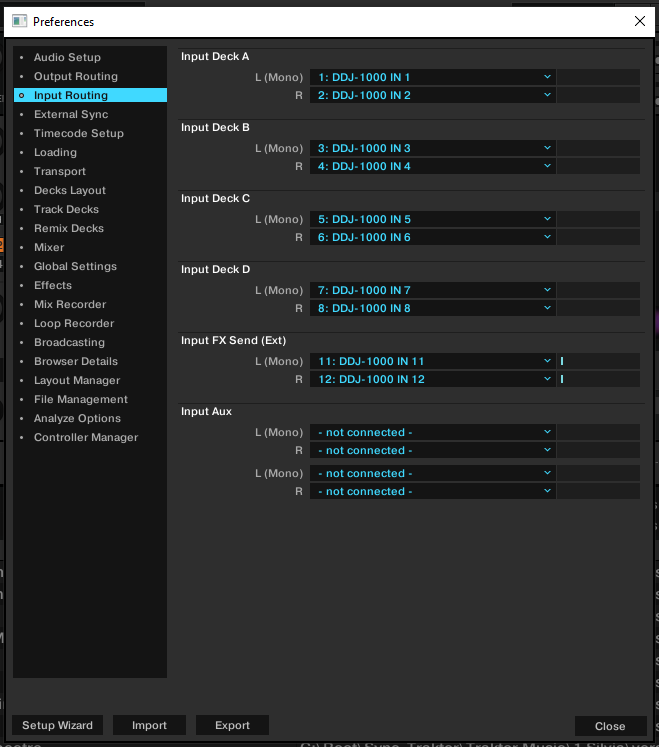 Preferences
Audio Setup
Output Routing
Input Routing
External Sync
Timecode Setup
Loading
Transport
Decks Layout
Track Decks
Remix Decks
Mixer
Global Settings
Effects
Mix Recorder
Loop Recorder
Broadcasting
Browser Details
Layout Manager
File Management
Analyze Options
Controller Manager
Input Deck A
L (Mono) 1: DDJ-1000 IN 1
R 2: DDJ-1000 IN 2
Input Deck B
L (Mono) 3: DDJ-1000 IN 3
R 4: DDJ-1000 IN 4
Input Deck C
L (Mono) 5: DDJ-1000 IN 5
R 6: DDJ-1000 IN 6
Input Deck D
L (Mono) 7: DDJ-1000 IN 7
R 8: DDJ-1000 IN 8
Input FX Send (Ext)
L (Mono) 11: DDJ-1000 IN 11
R 12: DDJ-1000 IN 12
Input Aux
L (Mono) - not connected -
R - not connected -
L (Mono) - not connected -
R - not connected -
Setup Wizard Import Export Close